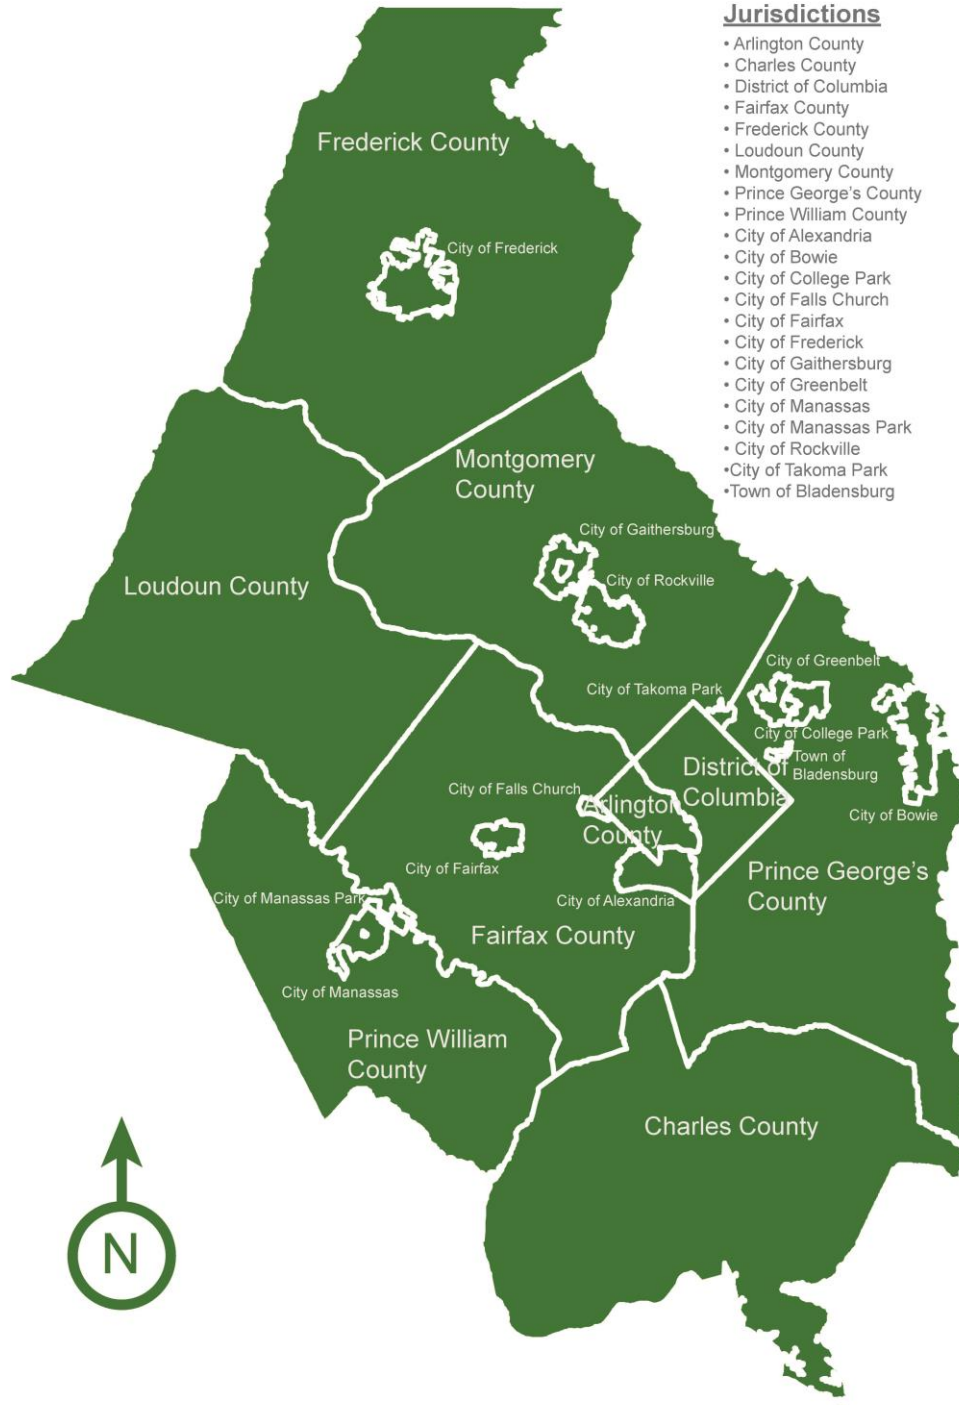 Jurisdictions
• Arlington County
• Charles County
• District of Columbia
• Fairfax County
• Frederick County
• Loudoun County
• Montgomery County
• Prince George's County
• Prince William County
• City of Alexandria
• City of Bowie
• City of College Park
• City of Falls Church
• City of Fairfax
• City of Frederick
• City of Gaithersburg
• City of Greenbelt
• City of Manassas
• City of Manassas Park
• City of Rockville
•City of Takoma Park
•Town of Bladensburg
Frederick County
City of Frederick
Montgomery
County
City of Gaithersburg
City of Rockville
Loudoun County
City of Greenbelt
City of Takoma Park
City of College Park
Town of
Bladensburg
District of
Columbia
City of Falls Church
Arlington
County
City of Bowie
City of Fairfax
Prince George's
County
City of Manassas Park
City of Alexandria
Fairfax County
City of Manassas
Prince William
County
Charles County
N